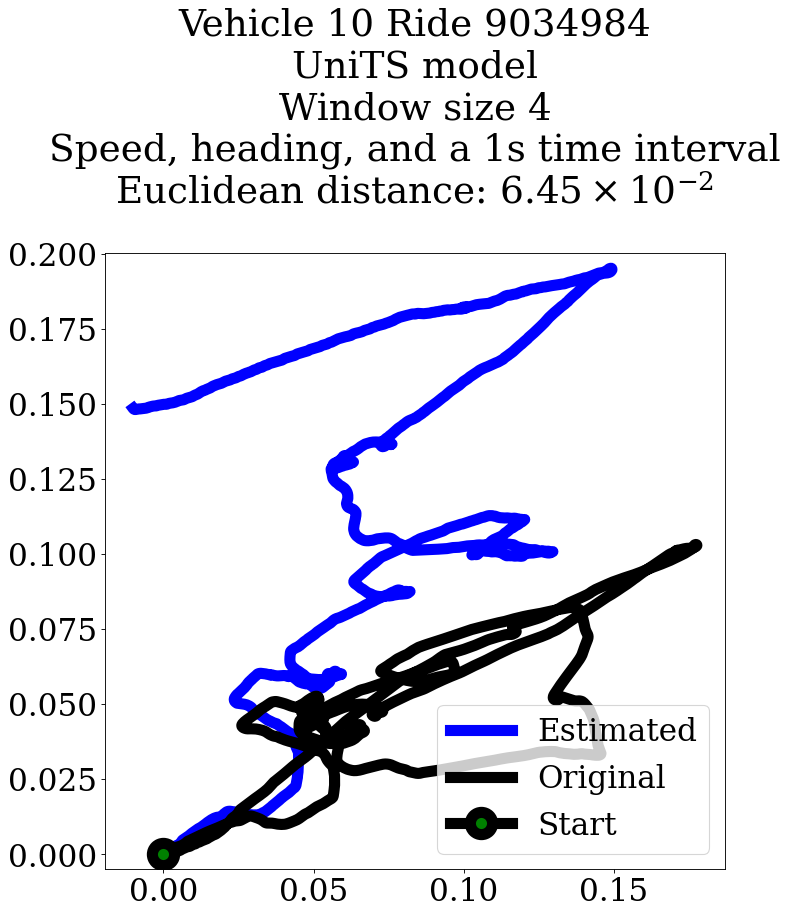 Vehicle 10 Ride 9034984
UniTS model
Window size 4
Speed, heading, and a 1s time interval
Euclidean distance: 6.45 × 10⁻²
0.200
0.175
0.150
0.125
0.100
0.075
0.050
0.025
0.000
Estimated
Original
Start
0.00 0.05 0.10 0.15